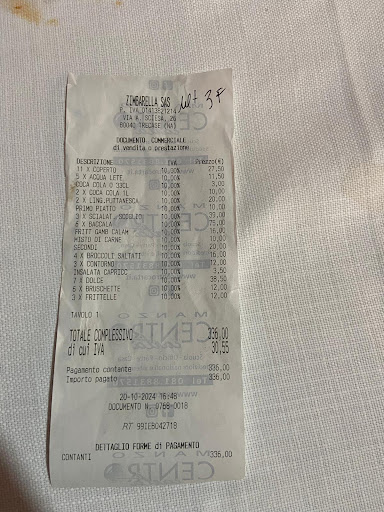 ZIMBARELLA SAS
VIA A. SCIESA, 26
80040 TRECASE (NA)
DOCUMENTO COMMERCIALE
di vendita o prestazione
DESCRIZIONE IVA Prezzo(€)
11 X COPERTO 10,00% 27,50
5 X ACQUA LETE 10,00% 11,50
COCA COLA 0 33CL 10,00% 3,00
2 X COCA COLA 1L 10,00% 10,00
2 X LING.PUTTANESCA 10,00% 20,00
PRIMO PIATTO 10,00% 10,00
3 X SCIALAT.SCOGLIO 10,00% 39,00
5 X BACCALA' 10,00% 75,00
FRITT GAMB CALAM 10,00% 16,00
MISTO DI CARNE 10,00%
SECONDI 10,00% 20,00
4 X BROCCOLI SALTATI 10,00% 16,00
3 X CONTORNO 10,00% 12,00
INSALATA CAPRICC. 10,00% 3,50
7 X DOLCE 10,00% 38,50
6 X BRUSCHETTE 10,00% 12,00
3 X FRITTELLE 10,00% 12,00
TAVOLO 1
TOTALE COMPLESSIVO 336,00
di cui IVA 30,55
Pagamento contante 336,00
Importo pagato 336,00
20-10-2024 16:48
DOCUMENTO N. 0768-0018
RT 99IEB042718
DETTAGLIO FORME di PAGAMENTO
CONTANTI 336,00
MANZO
CENTRO